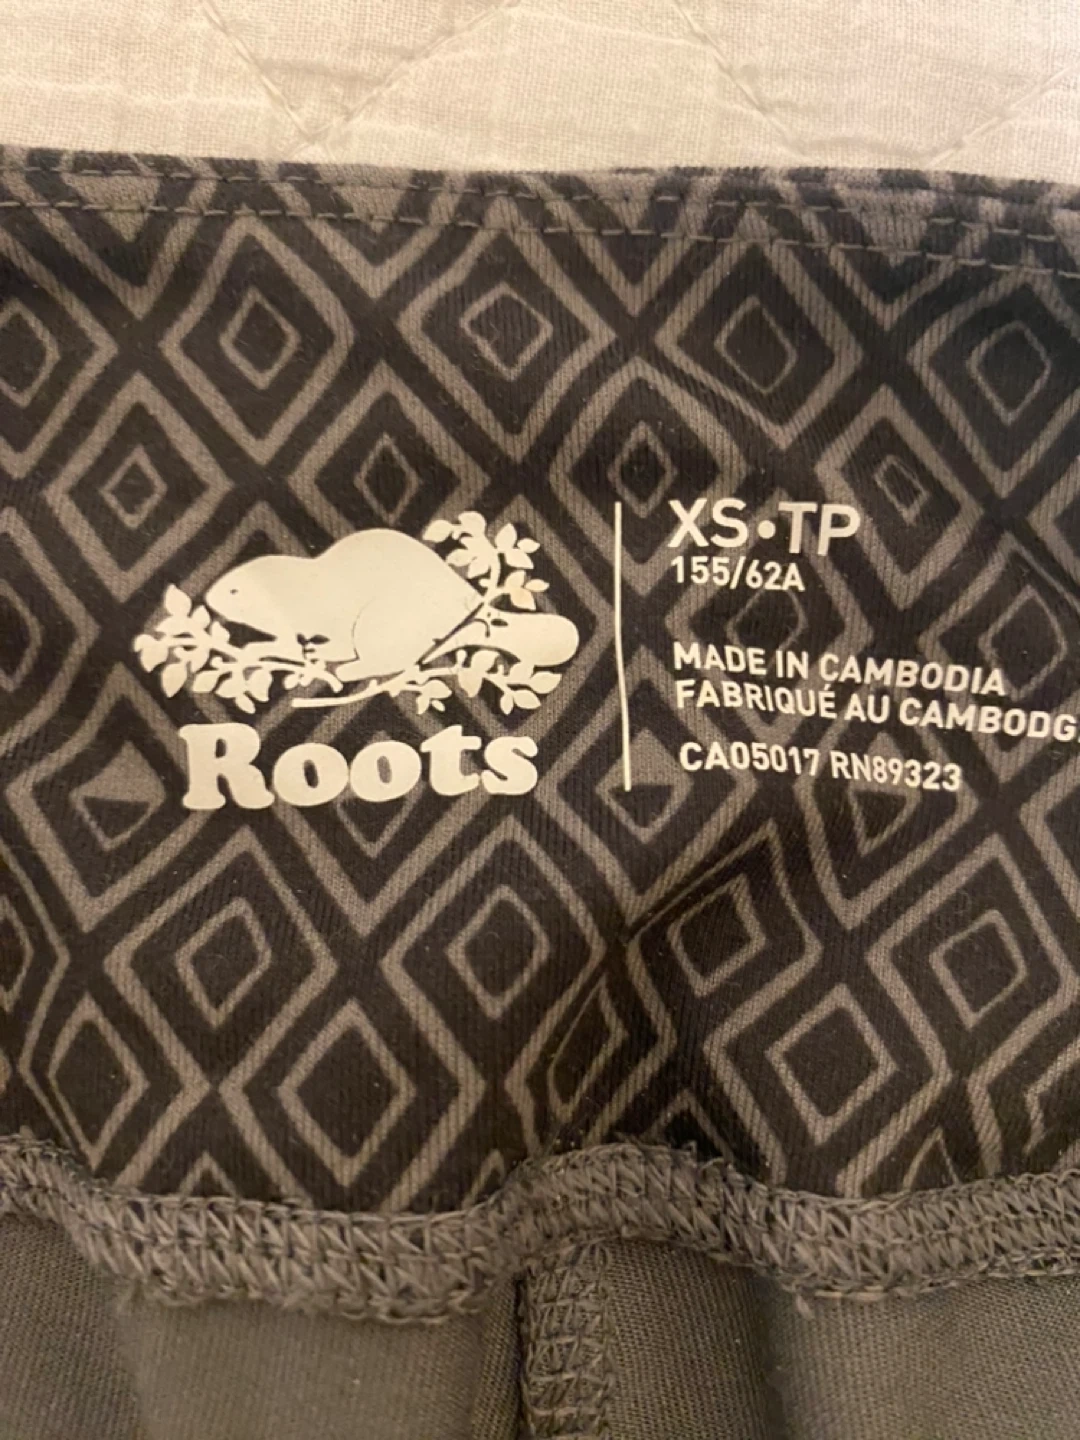 Roots
XS•TP
155/62A
MADE IN CAMBODIA
FABRIQUÉ AU CAMBODG
CA05017 RN89323